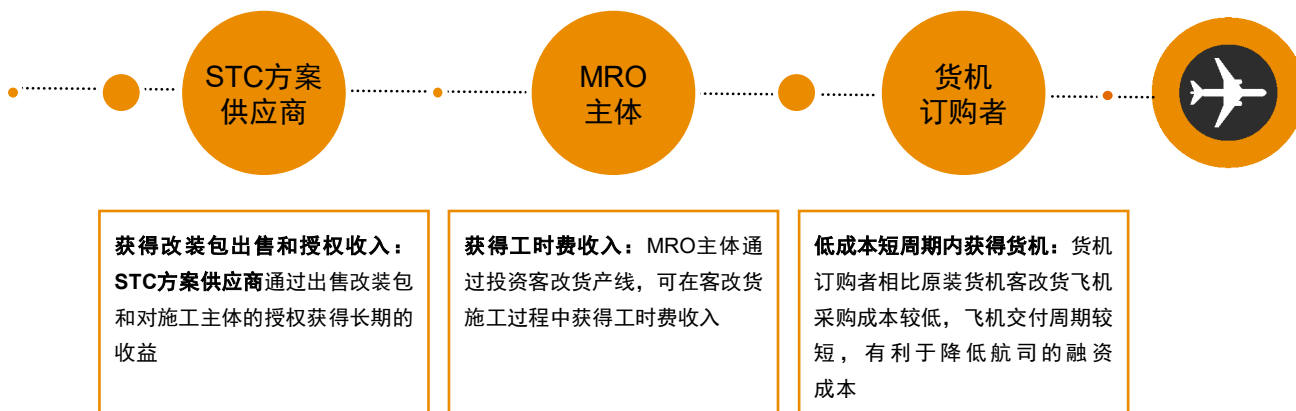 STC方案
供应商
MRO
主体
货机
订购者
获得改装包出售和授权收入：
STC方案供应商通过出售改装包
和对施工主体的授权获得长期的
收益
获得工时费收入：MRO主体通
过投资客改货产线，可在客改货
施工过程中获得工时费收入
低成本短周期内获得货机：货机
订购者相比原装货机客改货飞机
采购成本较低，飞机交付周期较
短，有利于降低航司的融资
成本